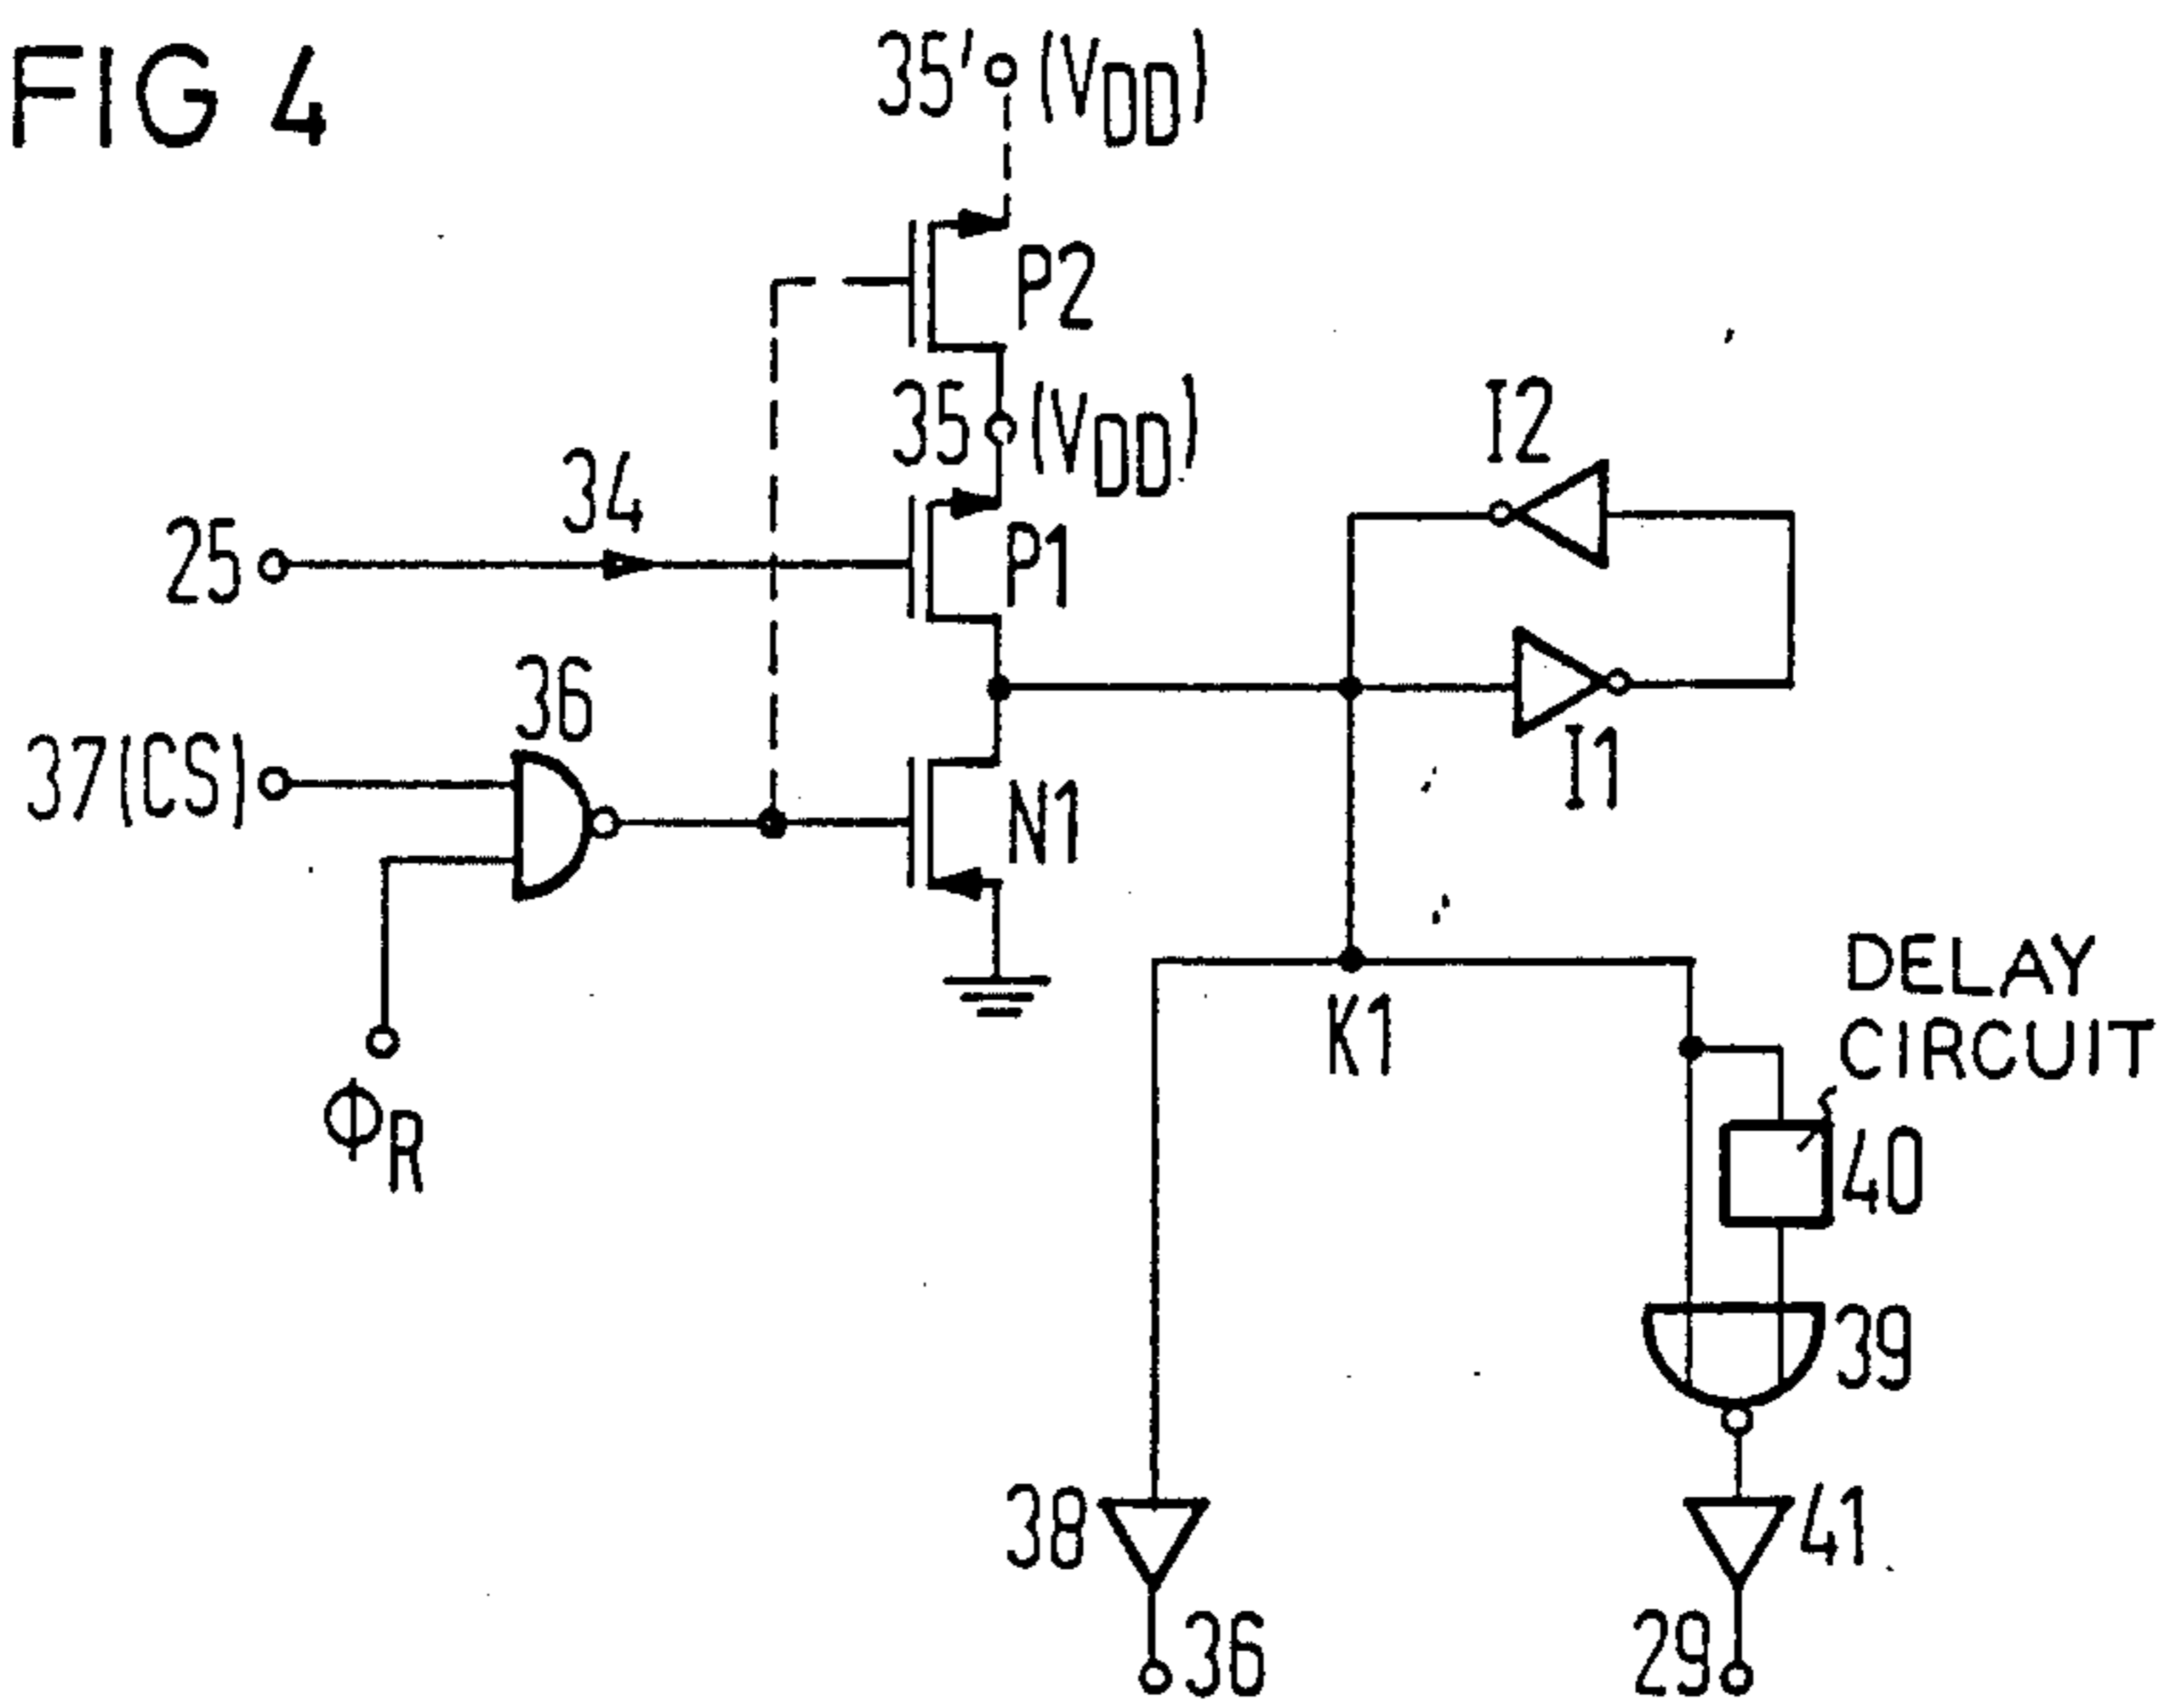 FIG 4
35' (VDD)
P2
35 (VDD)
I2
34
25
P1
36
37(CS)
I1
N1
DELAY
CIRCUIT
K1
ΦR
40
39
38
41
36
29